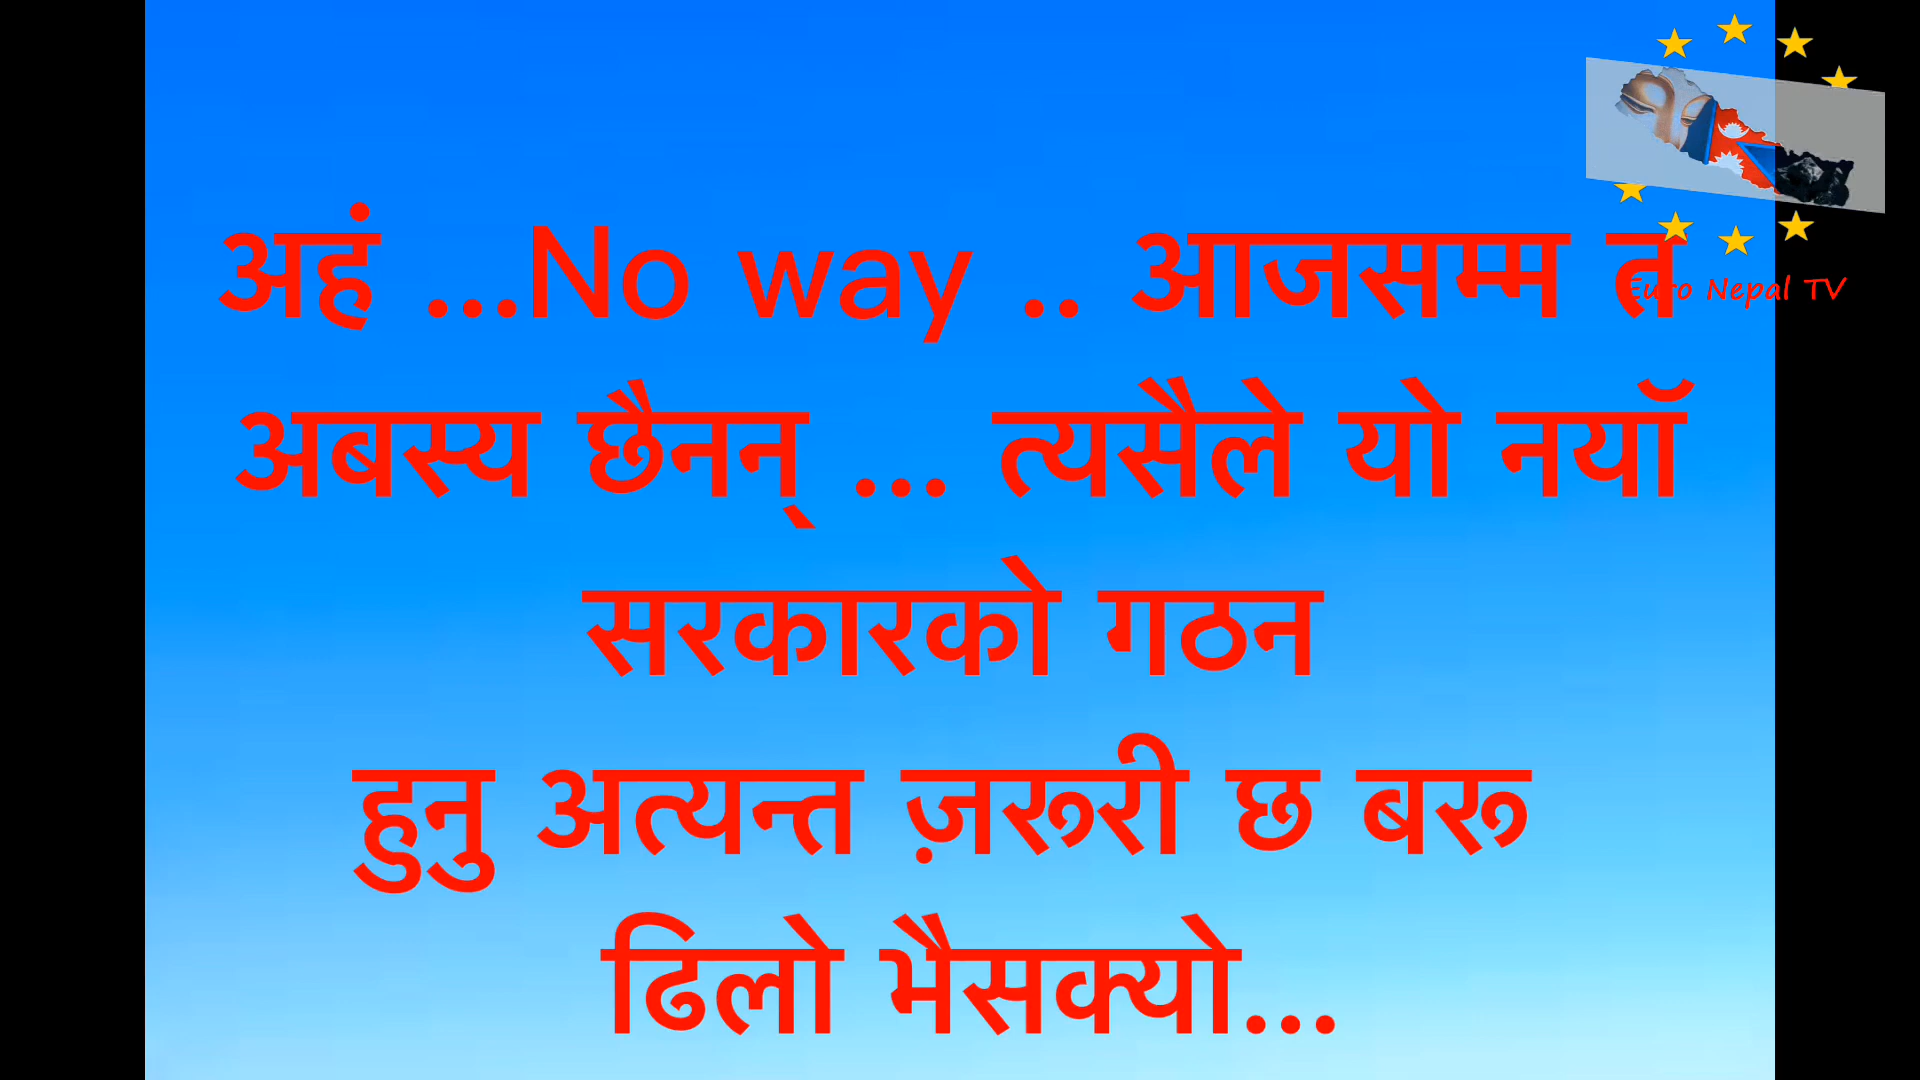 अहं ...No way .. आजसम्म त
अबस्य छैनन् ... त्यसैले यो नयाॅ
सरकारको गठन
हुनु अत्यन्त ज़रूरी छ बरू
ढिलो भैसक्यो...
Euro Nepal TV